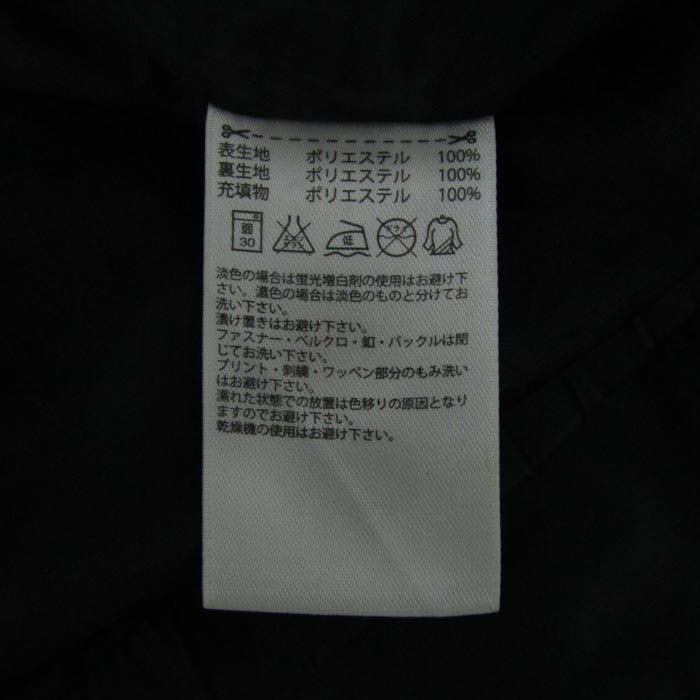 表生地 ポリエステル 100%
裏生地 ポリエステル 100%
充填物 ポリエステル 100%
弱 30 エンソ サラシ 低 ドライ
淡色の場合は蛍光増白剤の使用はお避け下
さい。濃色の場合は淡色のものと分けてお
洗い下さい。
漬け置きはお避け下さい。
ファスナー・ベルクロ・釦・バックルは閉
じてお洗い下さい。
プリント・刺繍・ワッペン部分のもみ洗い
はお避け下さい。
濡れた状態での放置は色移りの原因となり
ますのでお避け下さい。
乾燥機の使用はお避け下さい。